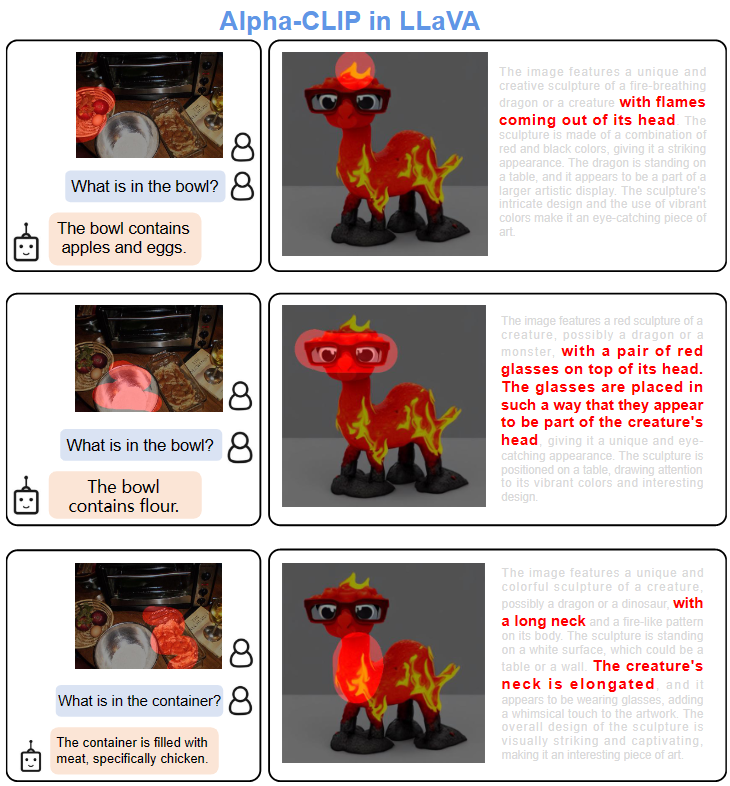 Alpha-CLIP in LLaVA
What is in the bowl?
The bowl contains
apples and eggs.
The image features a unique and
creative sculpture of a fire-breathing
dragon or a creature with flames
coming out of its head. The
sculpture is made of a combination of
red and black colors, giving it a striking
appearance. The dragon is standing on
a table, and it appears to be a part of a
larger artistic display. The sculpture's
intricate design and the use of vibrant
colors make it an eye-catching piece of
art.
What is in the bowl?
The bowl
contains flour.
The image features a red sculpture of a
creature, possibly a dragon or a
monster, with a pair of red
glasses on top of its head.
The glasses are placed in
such a way that they appear
to be part of the creature's
head, giving it a unique and eye-
catching appearance. The sculpture is
positioned on a table, drawing attention
to its vibrant colors and interesting
design.
What is in the container?
The container is filled with
meat, specifically chicken.
The image features a unique and
colorful sculpture of a creature,
possibly a dragon or a dinosaur, with
a long neck and a fire-like pattern
on its body. The sculpture is standing
on a white surface, which could be a
table or a wall. The creature's
neck is elongated, and it
appears to be wearing glasses, adding
a whimsical touch to the artwork. The
overall design of the sculpture is
visually striking and captivating,
making it an interesting piece of art.